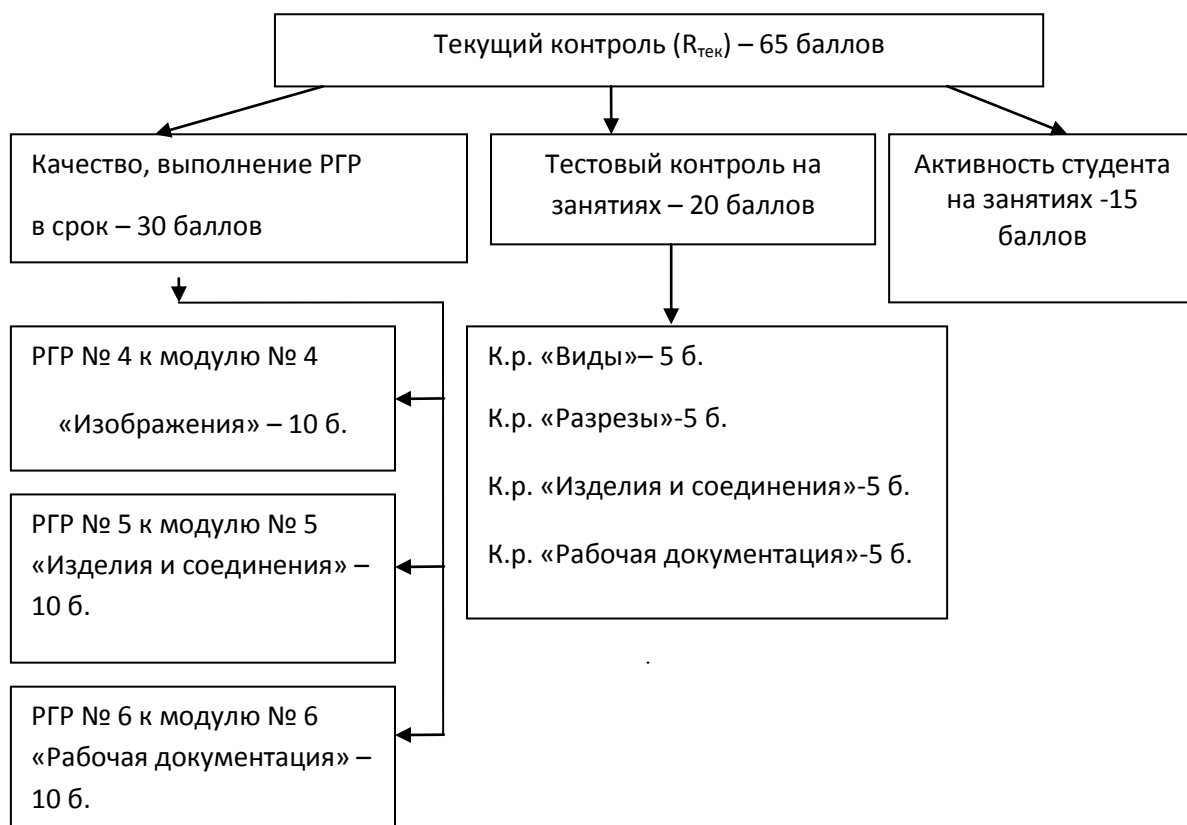 Текущий контроль (Rтек) – 65 баллов
Качество, выполнение РГР
в срок – 30 баллов
Тестовый контроль на
занятиях – 20 баллов
Активность студента
на занятиях -15
баллов
РГР № 4 к модулю № 4
«Изображения» – 10 б.
РГР № 5 к модулю № 5
«Изделия и соединения» –
10 б.
РГР № 6 к модулю № 6
«Рабочая документация» –
10 б.
К.р. «Виды»– 5 б.
К.р. «Разрезы»-5 б.
К.р. «Изделия и соединения»-5 б.
К.р. «Рабочая документация»-5 б.
.